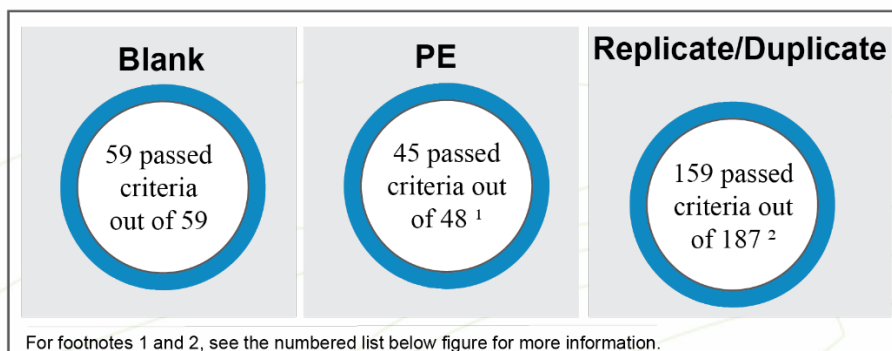 Blank
59 passed
criteria
out of 59
PE
45 passed
criteria out
of 48 ¹
Replicate/Duplicate
159 passed
criteria out
of 187 ²
For footnotes 1 and 2, see the numbered list below figure for more information.